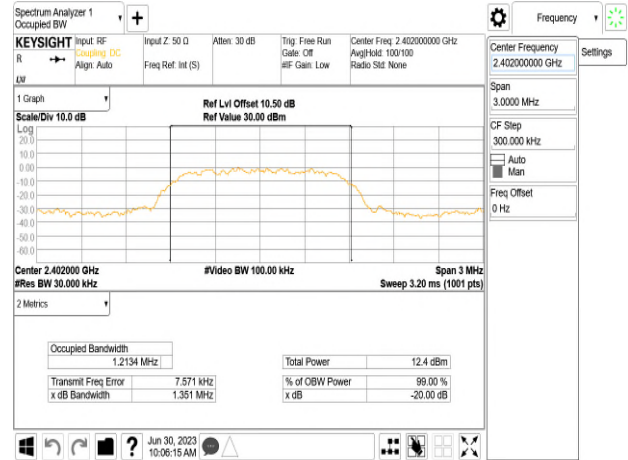 Spectrum Analyzer 1
Occupied BW
Frequency
KEYSIGHT
R
Input: RF
Coupling: DC
Align: Auto
Input Z: 50 Ω
Freq Ref: Int (S)
Atten: 30 dB
Trig: Free Run
Gate: Off
#IF Gain: Low
Center Freq: 2.402000000 GHz
Avg|Hold: 100/100
Radio Std: None
Center Frequency
2.402000000 GHz
Settings
Span
3.0000 MHz
CF Step
300.000 kHz
Auto
Man
Freq Offset
0 Hz
1 Graph
Scale/Div 10.0 dB
Ref Lvl Offset 10.50 dB
Ref Value 30.00 dBm
Log
20.0
10.0
0.00
-10.0
-20.0
-30.0
-40.0
-50.0
-60.0
Center 2.402000 GHz
#Res BW 30.000 kHz
#Video BW 100.00 kHz
Span 3 MHz
Sweep 3.20 ms (1001 pts)
2 Metrics
Occupied Bandwidth
1.2134 MHz
Total Power 12.4 dBm
Transmit Freq Error 7.571 kHz
% of OBW Power 99.00 %
x dB Bandwidth 1.351 MHz
x dB -20.00 dB
?
Jun 30, 2023
10:06:15 AM